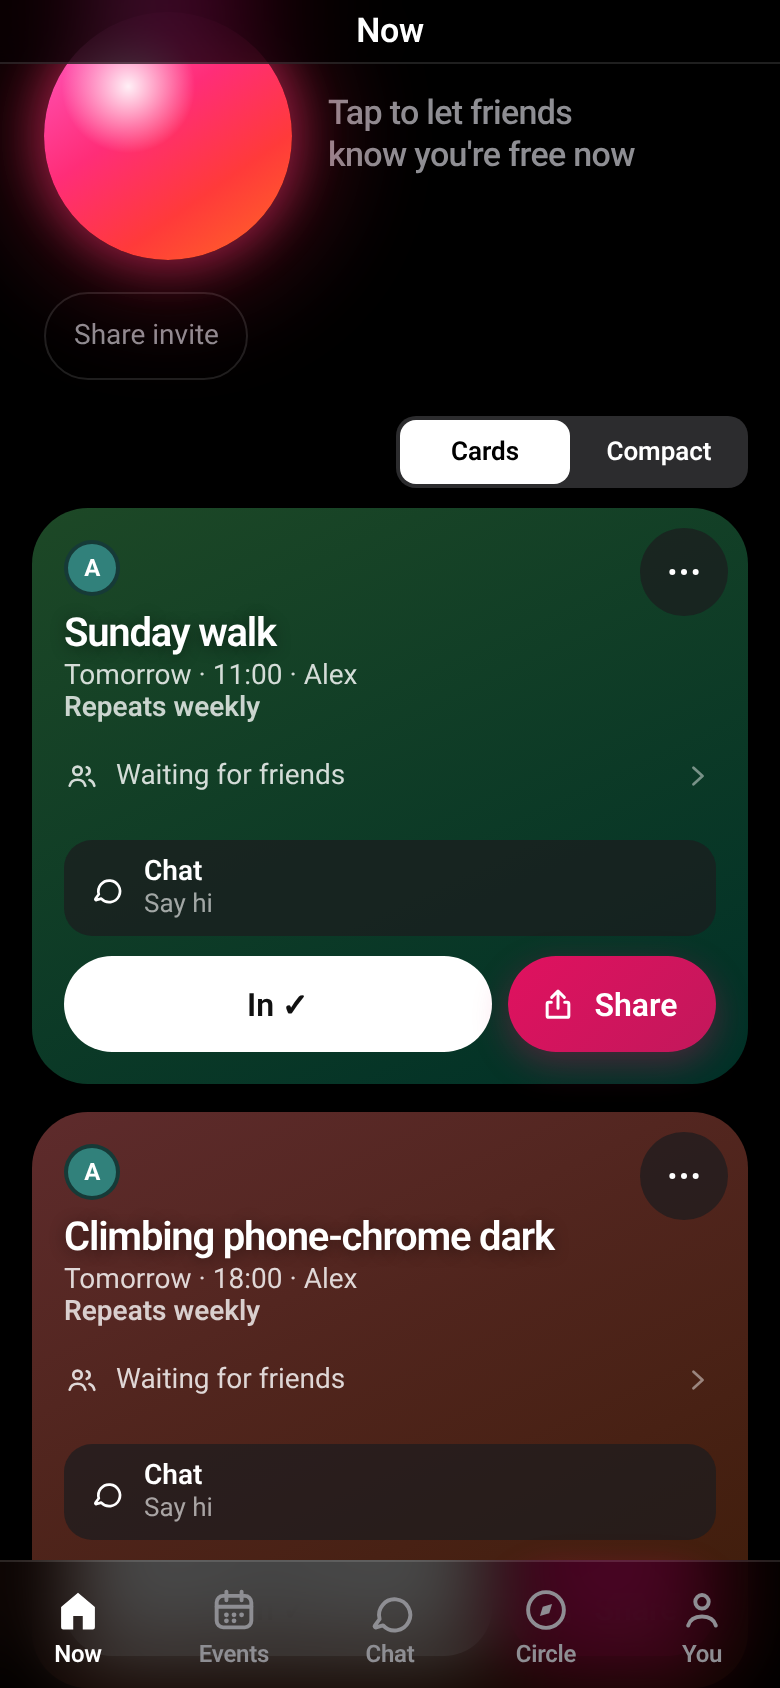 Now
Tap to let friends
know you're free now
Share invite
Cards
Compact
A
Sunday walk
Tomorrow · 11:00 · Alex
Repeats weekly
Waiting for friends
Chat
Say hi
In ✓
Share
A
Climbing phone-chrome dark
Tomorrow · 18:00 · Alex
Repeats weekly
Waiting for friends
Chat
Say hi
Now
Events
Chat
Circle
You